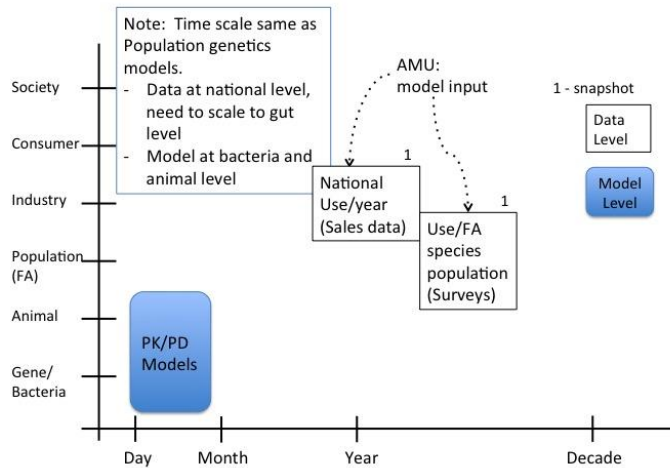 Note:  Time scale same as
Population genetics
models.
- Data at national level,
need to scale to gut
level
- Model at bacteria and
animal level
AMU:
model input
1 - snapshot
Data
Level
Model
Level
Society
Consumer
Industry
Population
(FA)
Animal
Gene/
Bacteria
1
National
Use/year
(Sales data)
1
Use/FA
species
population
(Surveys)
PK/PD
Models
Day
Month
Year
Decade